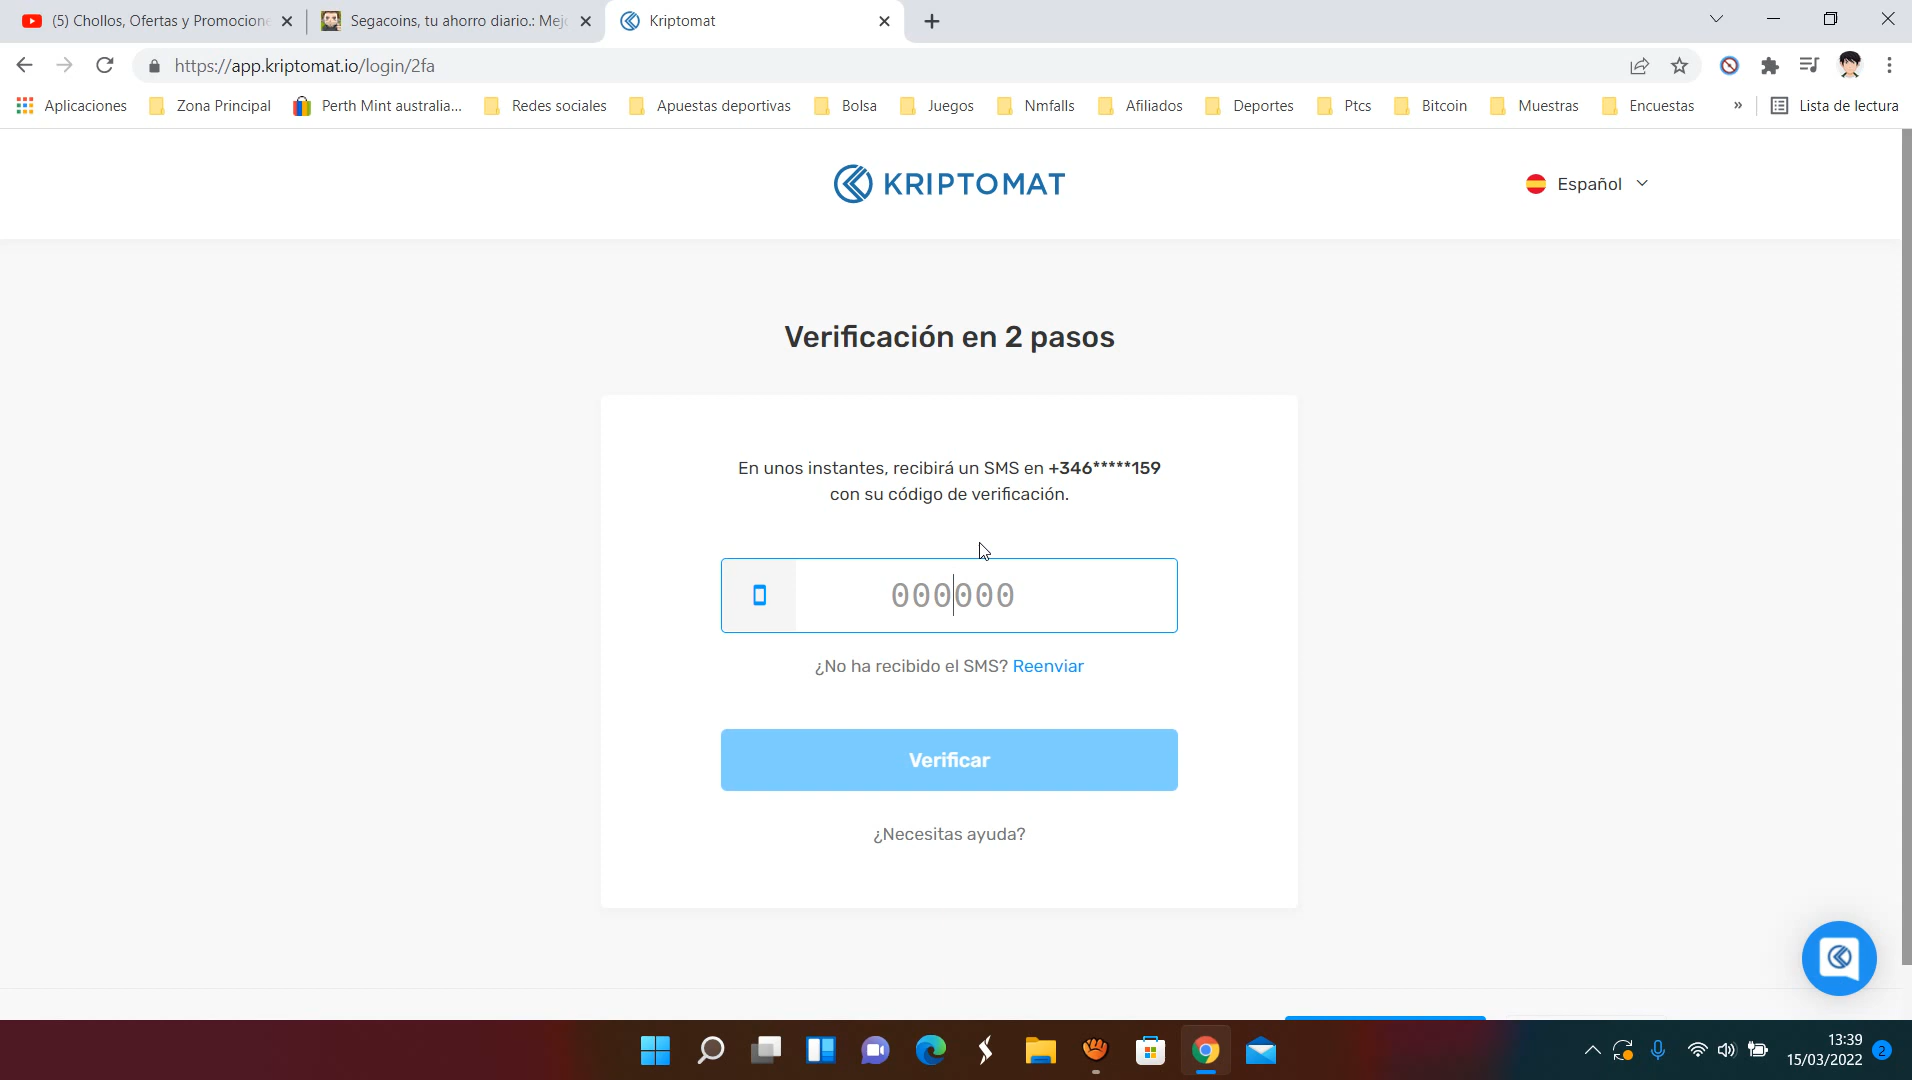 (5) Chollos, Ofertas y Promocione
Segacoins, tu ahorro diario.: Mejo
Kriptomat
https://app.kriptomat.io/login/2fa
Aplicaciones
Zona Principal
Perth Mint australia...
Redes sociales
Apuestas deportivas
Bolsa
Juegos
Nmfalls
Afiliados
Deportes
Ptcs
Bitcoin
Muestras
Encuestas
»
Lista de lectura
KRIPTOMAT
Español
Verificación en 2 pasos
En unos instantes, recibirá un SMS en +346*****159
con su código de verificación.
000000
¿No ha recibido el SMS? Reenviar
Verificar
¿Necesitas ayuda?
13:39
15/03/2022
2